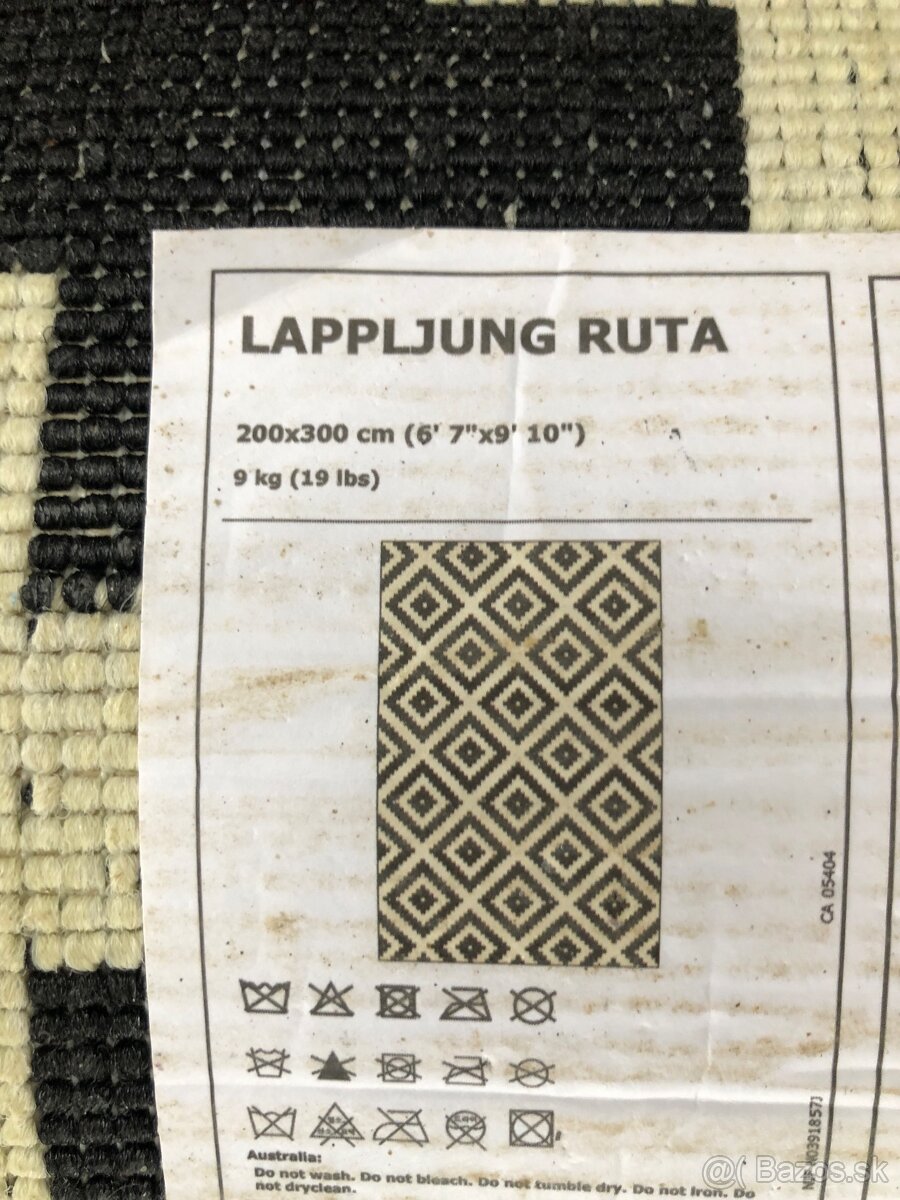 LAPPLJUNG RUTA
200x300 cm (6' 7"x9' 10")
9 kg (19 lbs)
CA 05404
Australia:
Do not wash. Do not bleach. Do not tumble dry. Do not iron. Do
not dryclean.
@( Bazos.sk